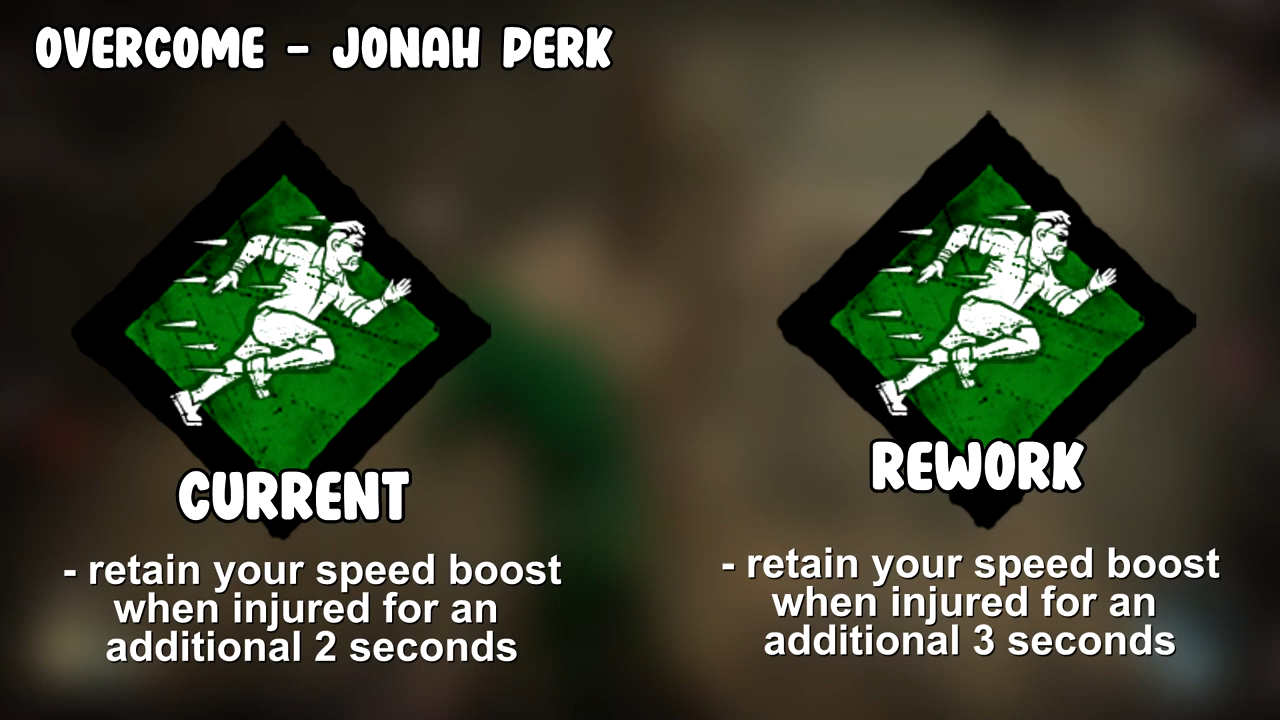 OVERCOME - JONAH PERK
CURRENT
- retain your speed boost
when injured for an
additional 2 seconds
REWORK
- retain your speed boost
when injured for an
additional 3 seconds